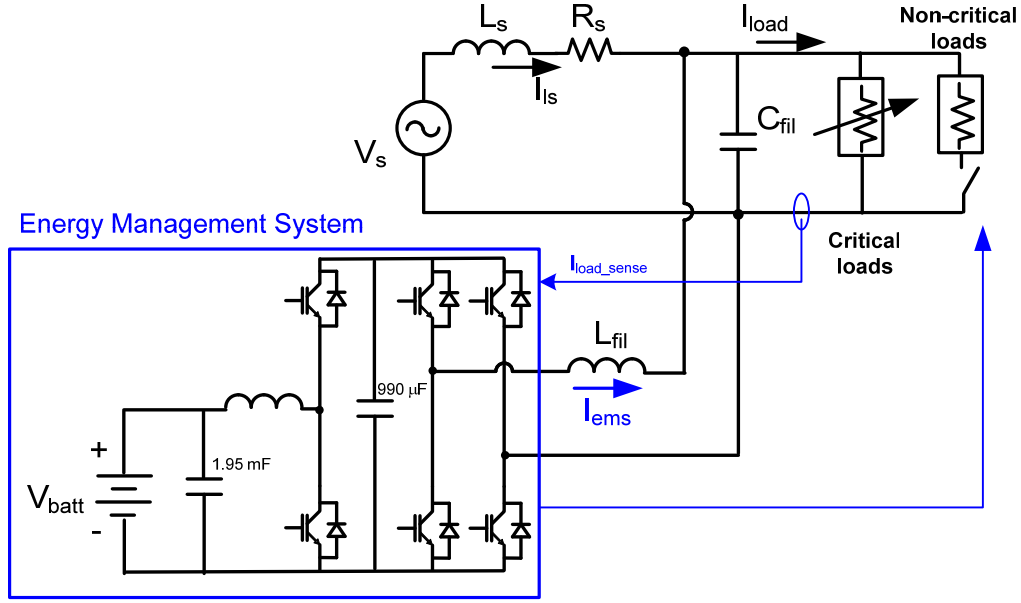 Ls
Rs
Iload
Non-critical
loads
Ils
Cfil
Vs
Energy Management System
Critical
loads
Iload_sense
Lfil
990 μF
Iems
+
1.95 mF
Vbatt
-